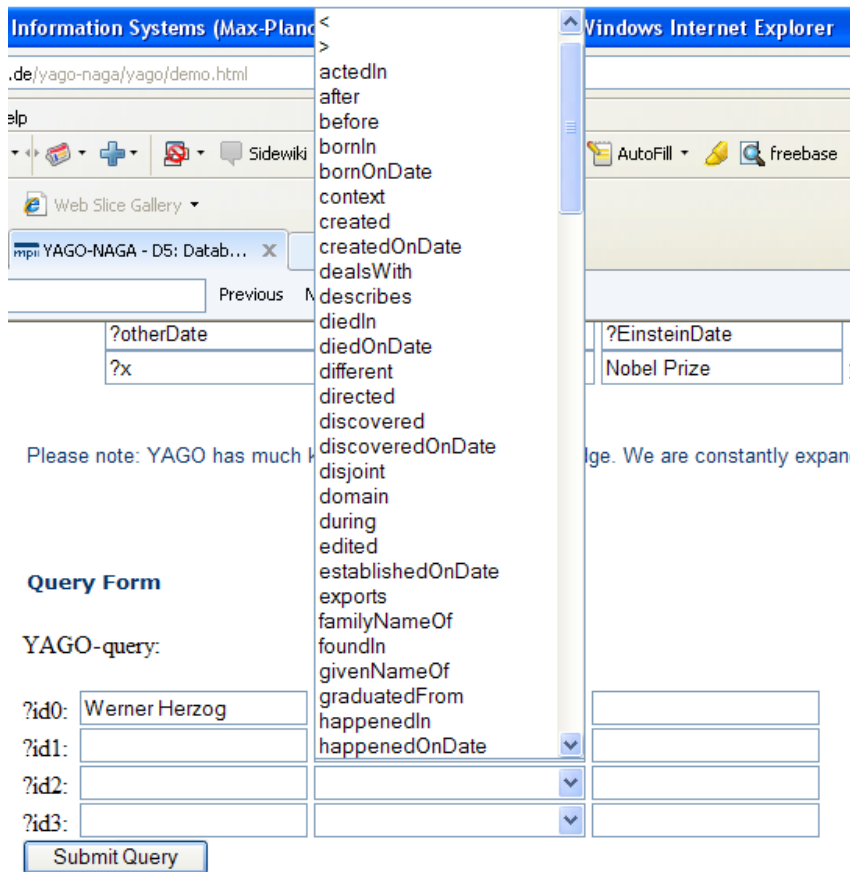 Information Systems (Max-Planc
Windows Internet Explorer
.de/yago-naga/yago/demo.html
elp
Sidewiki
AutoFill
freebase
Web Slice Gallery
mpii YAGO-NAGA - D5: Datab... X
Previous
<
>
actedIn
after
before
bornIn
bornOnDate
context
created
createdOnDate
dealsWith
describes
diedIn
diedOnDate
different
directed
discovered
discoveredOnDate
disjoint
domain
during
edited
establishedOnDate
exports
familyNameOf
foundIn
givenNameOf
graduatedFrom
happenedIn
happenedOnDate
?otherDate
?EinsteinDate
?x
Nobel Prize
Please note: YAGO has much k
lge. We are constantly expan
Query Form
YAGO-query:
?id0: Werner Herzog
?id1:
?id2:
?id3:
Submit Query